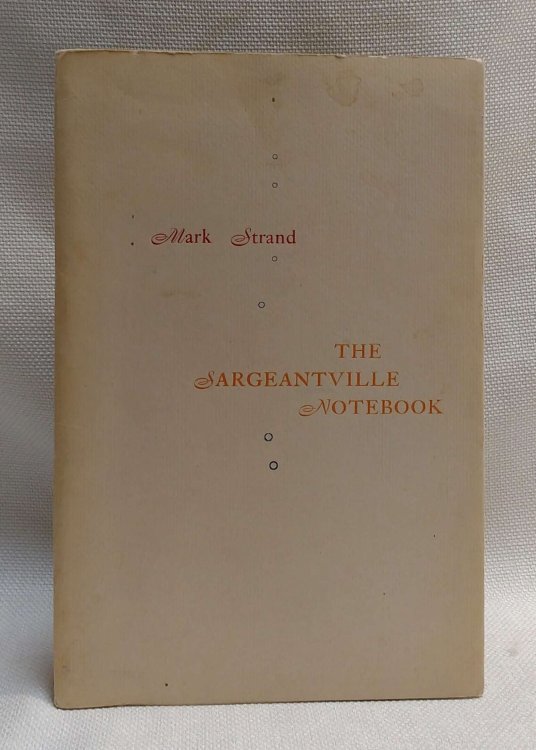 Mark Strand
THE
SARGEANTVILLE
NOTEBOOK